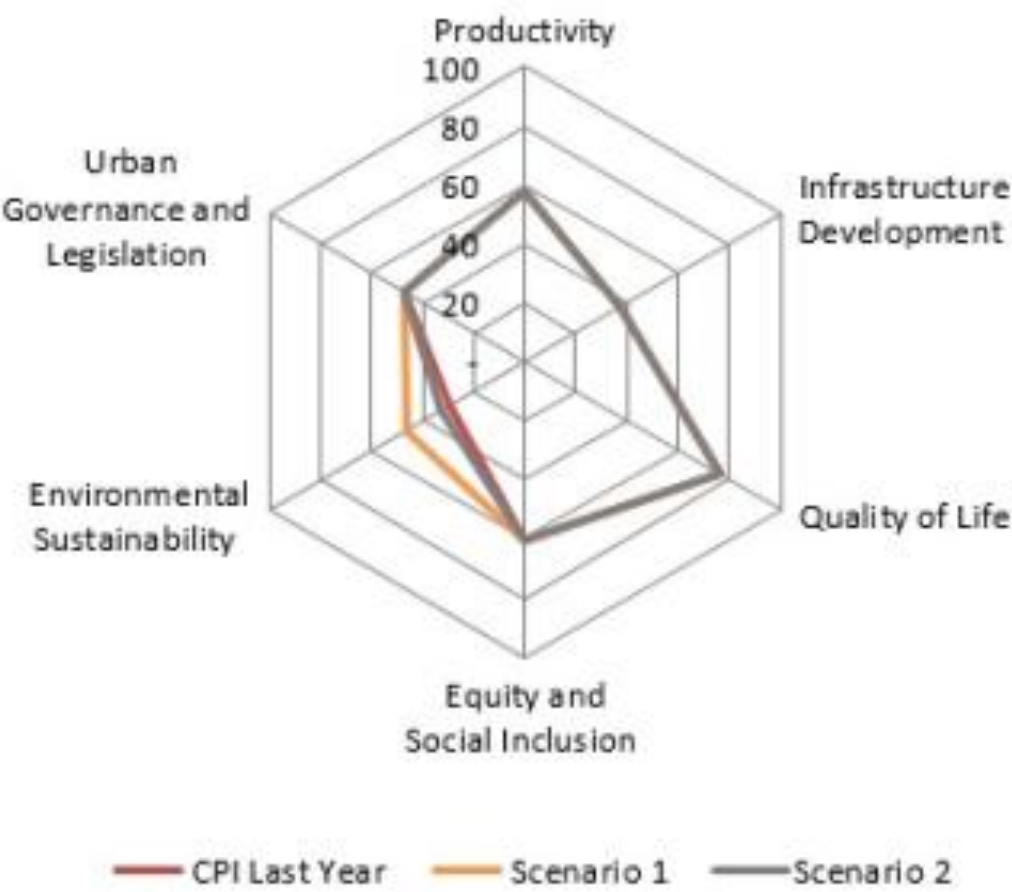 Productivity
100
80
60
40
20
-
Urban
Governance and
Legislation
Infrastructure
Development
Environmental
Sustainability
Quality of Life
Equity and
Social Inclusion
CPI Last Year Scenario 1 Scenario 2